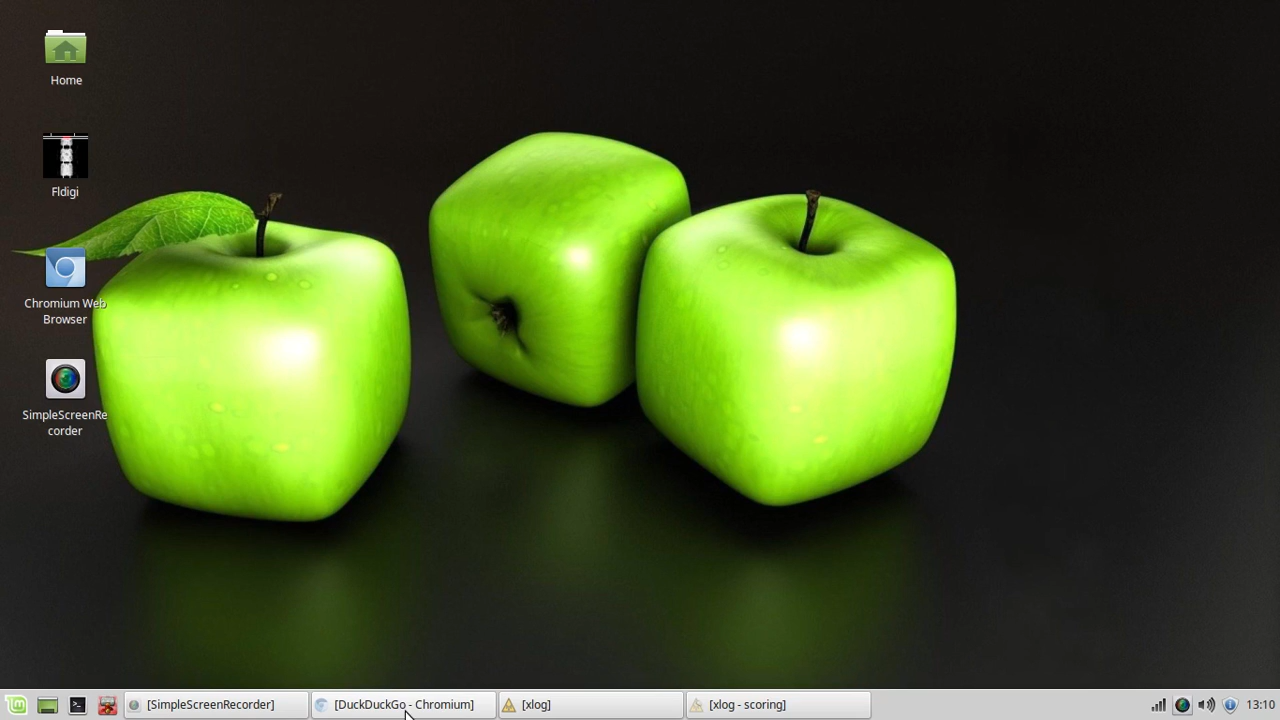 Home
Fldigi
Chromium Web
Browser
SimpleScreenRe
corder
[SimpleScreenRecorder]
[DuckDuckGo - Chromium]
[xlog]
[xlog - scoring]
13:10